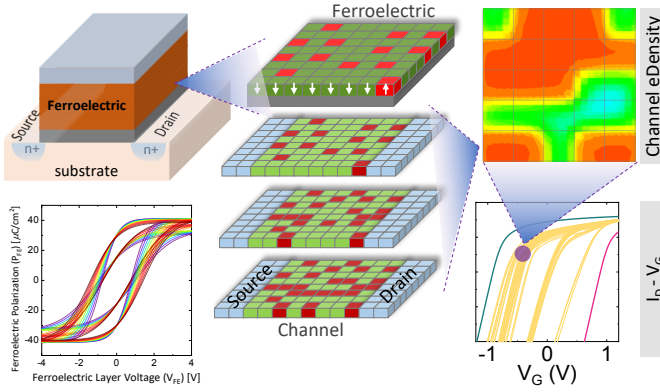 Ferroelectric
Ferroelectric
Source
Drain
n+
n+
substrate
Channel eDensity
Ferroelectric Polarization (P_FE) [μC/cm²]
40
20
0
-20
-40
-4
-2
0
2
4
Ferroelectric Layer Voltage (V_FE) [V]
Source
Drain
Channel
-1
0
1
V_G (V)
I_D - V_G